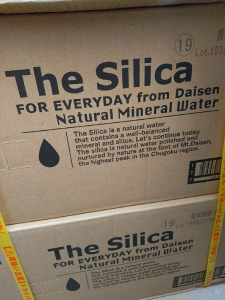 19
Lot.190
The Silica
FOR EVERYDAY from Daisen
Natural Mineral Water
The Silica is a natural water
that contains a well-balanced
mineral and silica. Let's continue today.
The silica is natural water polished and
nurtured by nature at the foot of Mt.Daisen,
the highest peak in the Chugoku region.
19
The Silica
FOR EVERYDAY from Daisen
Natural Mineral Water